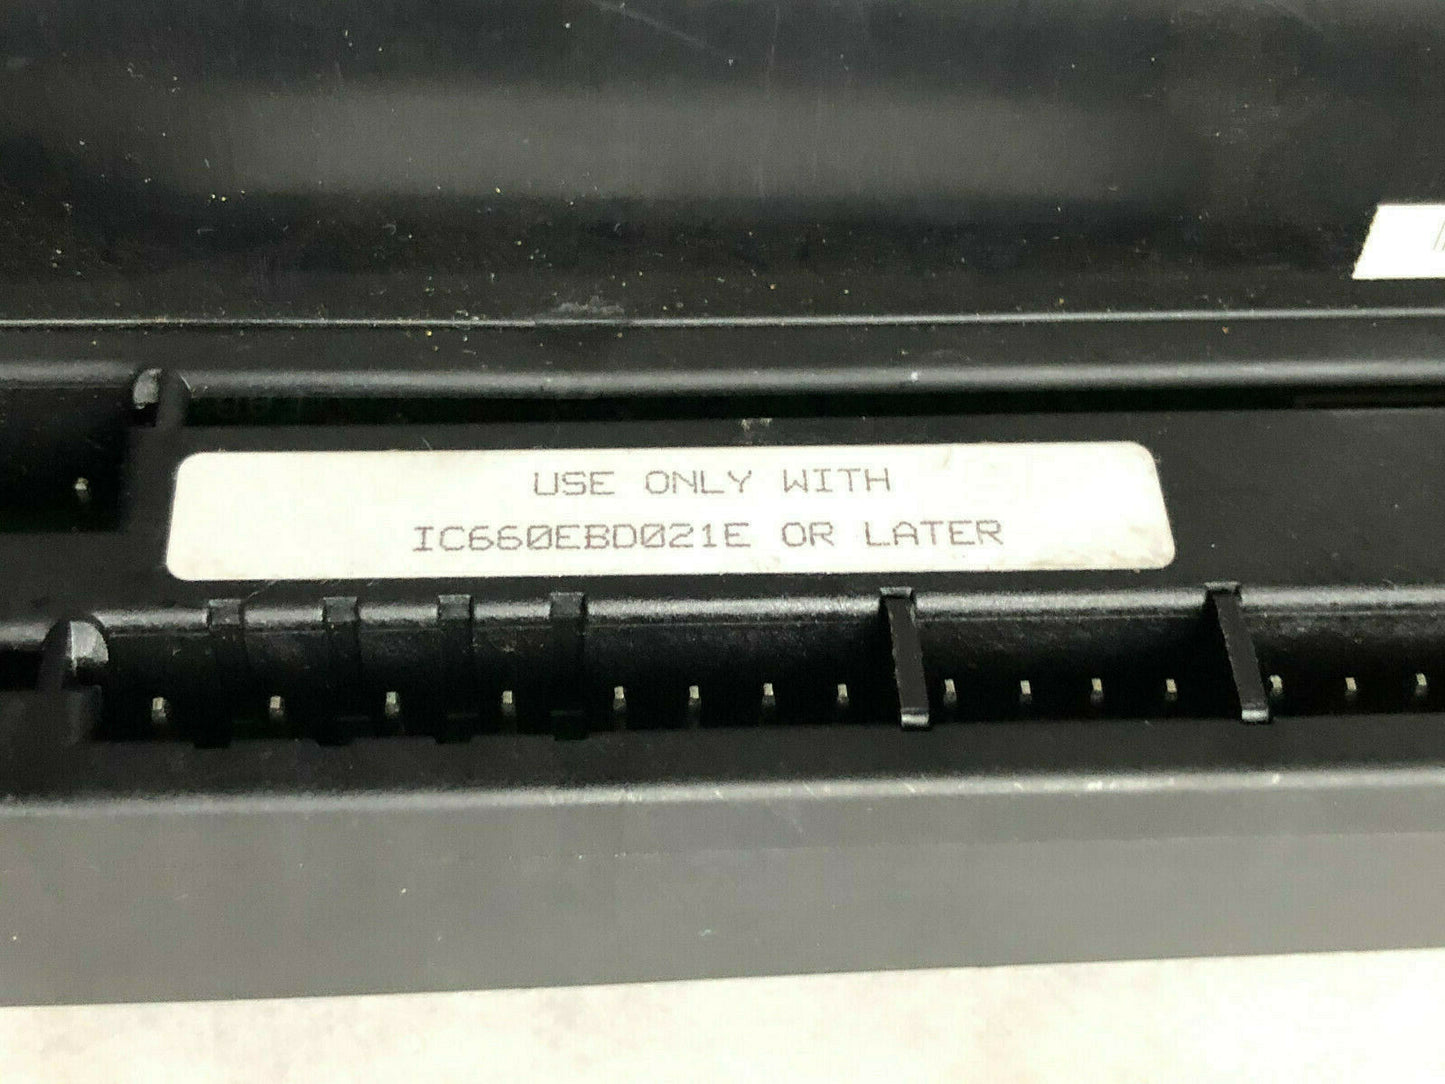 USE ONLY WITH
IC660EBD021E OR LATER